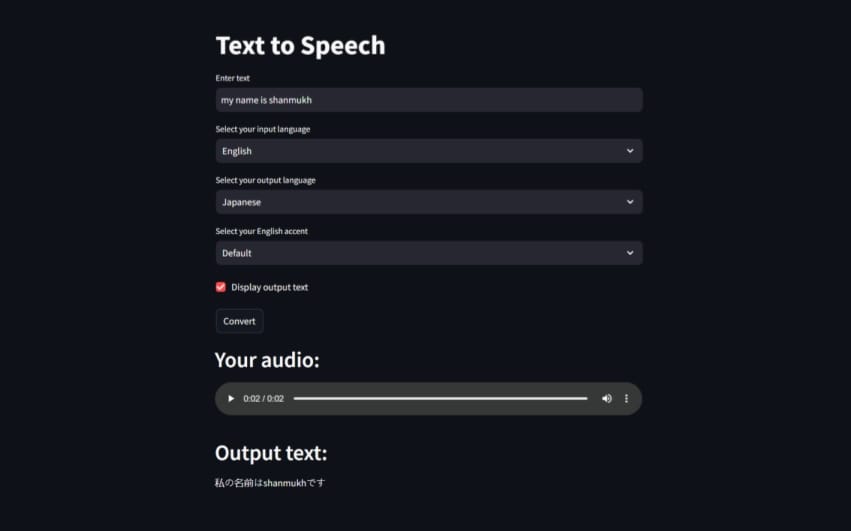 Text to Speech
Enter text
my name is shanmukh
Select your input language
English
Select your output language
Japanese
Select your English accent
Default
Display output text
Convert
Your audio:
0:02 / 0:02
Output text:
私の名前はshanmukhです